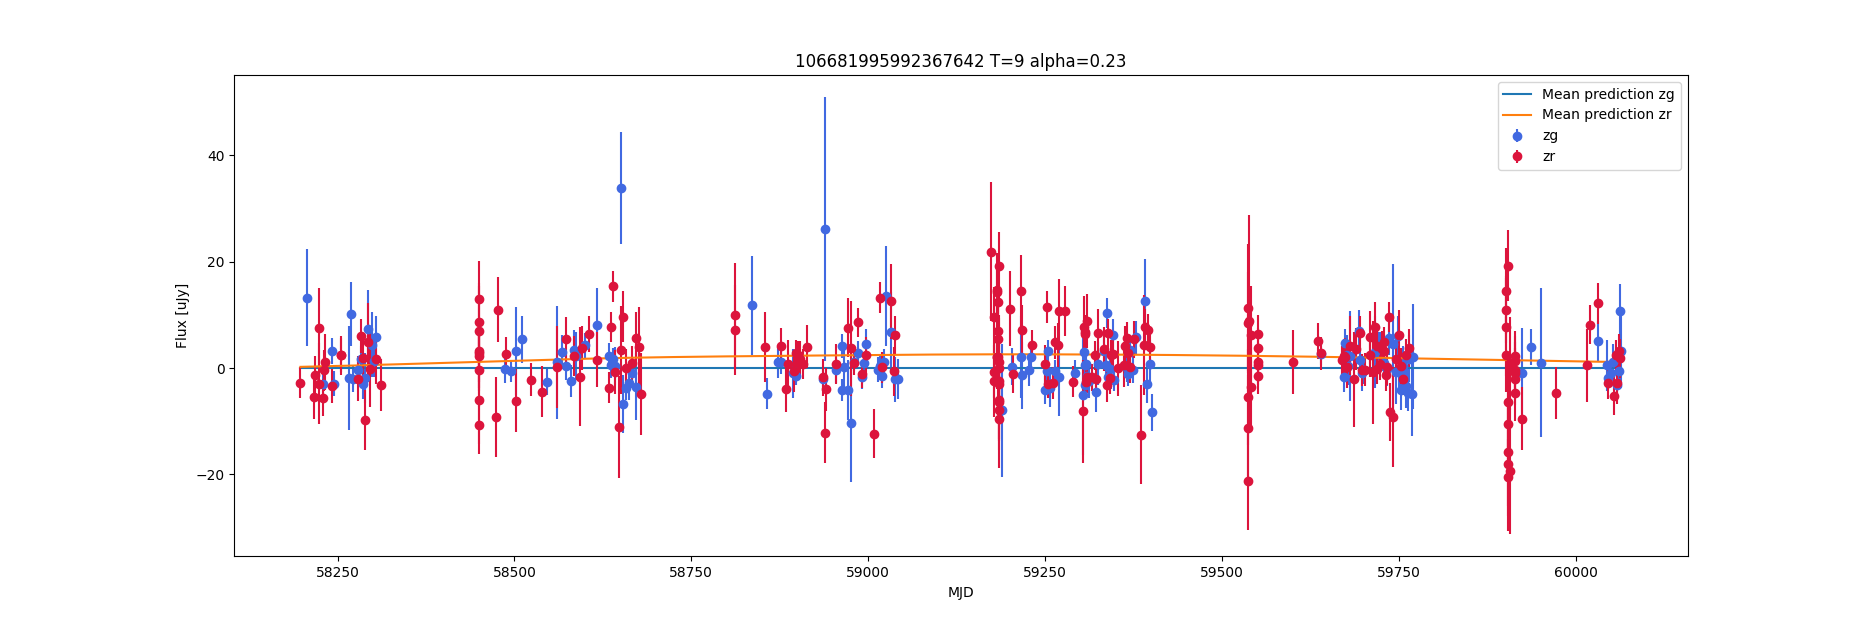 106681995992367642 T=9 alpha=0.23
Mean prediction zg
Mean prediction zr
zg
zr
Flux [uJy]
40
20
0
−20
58250 58500 58750 59000 59250 59500 59750 60000
MJD